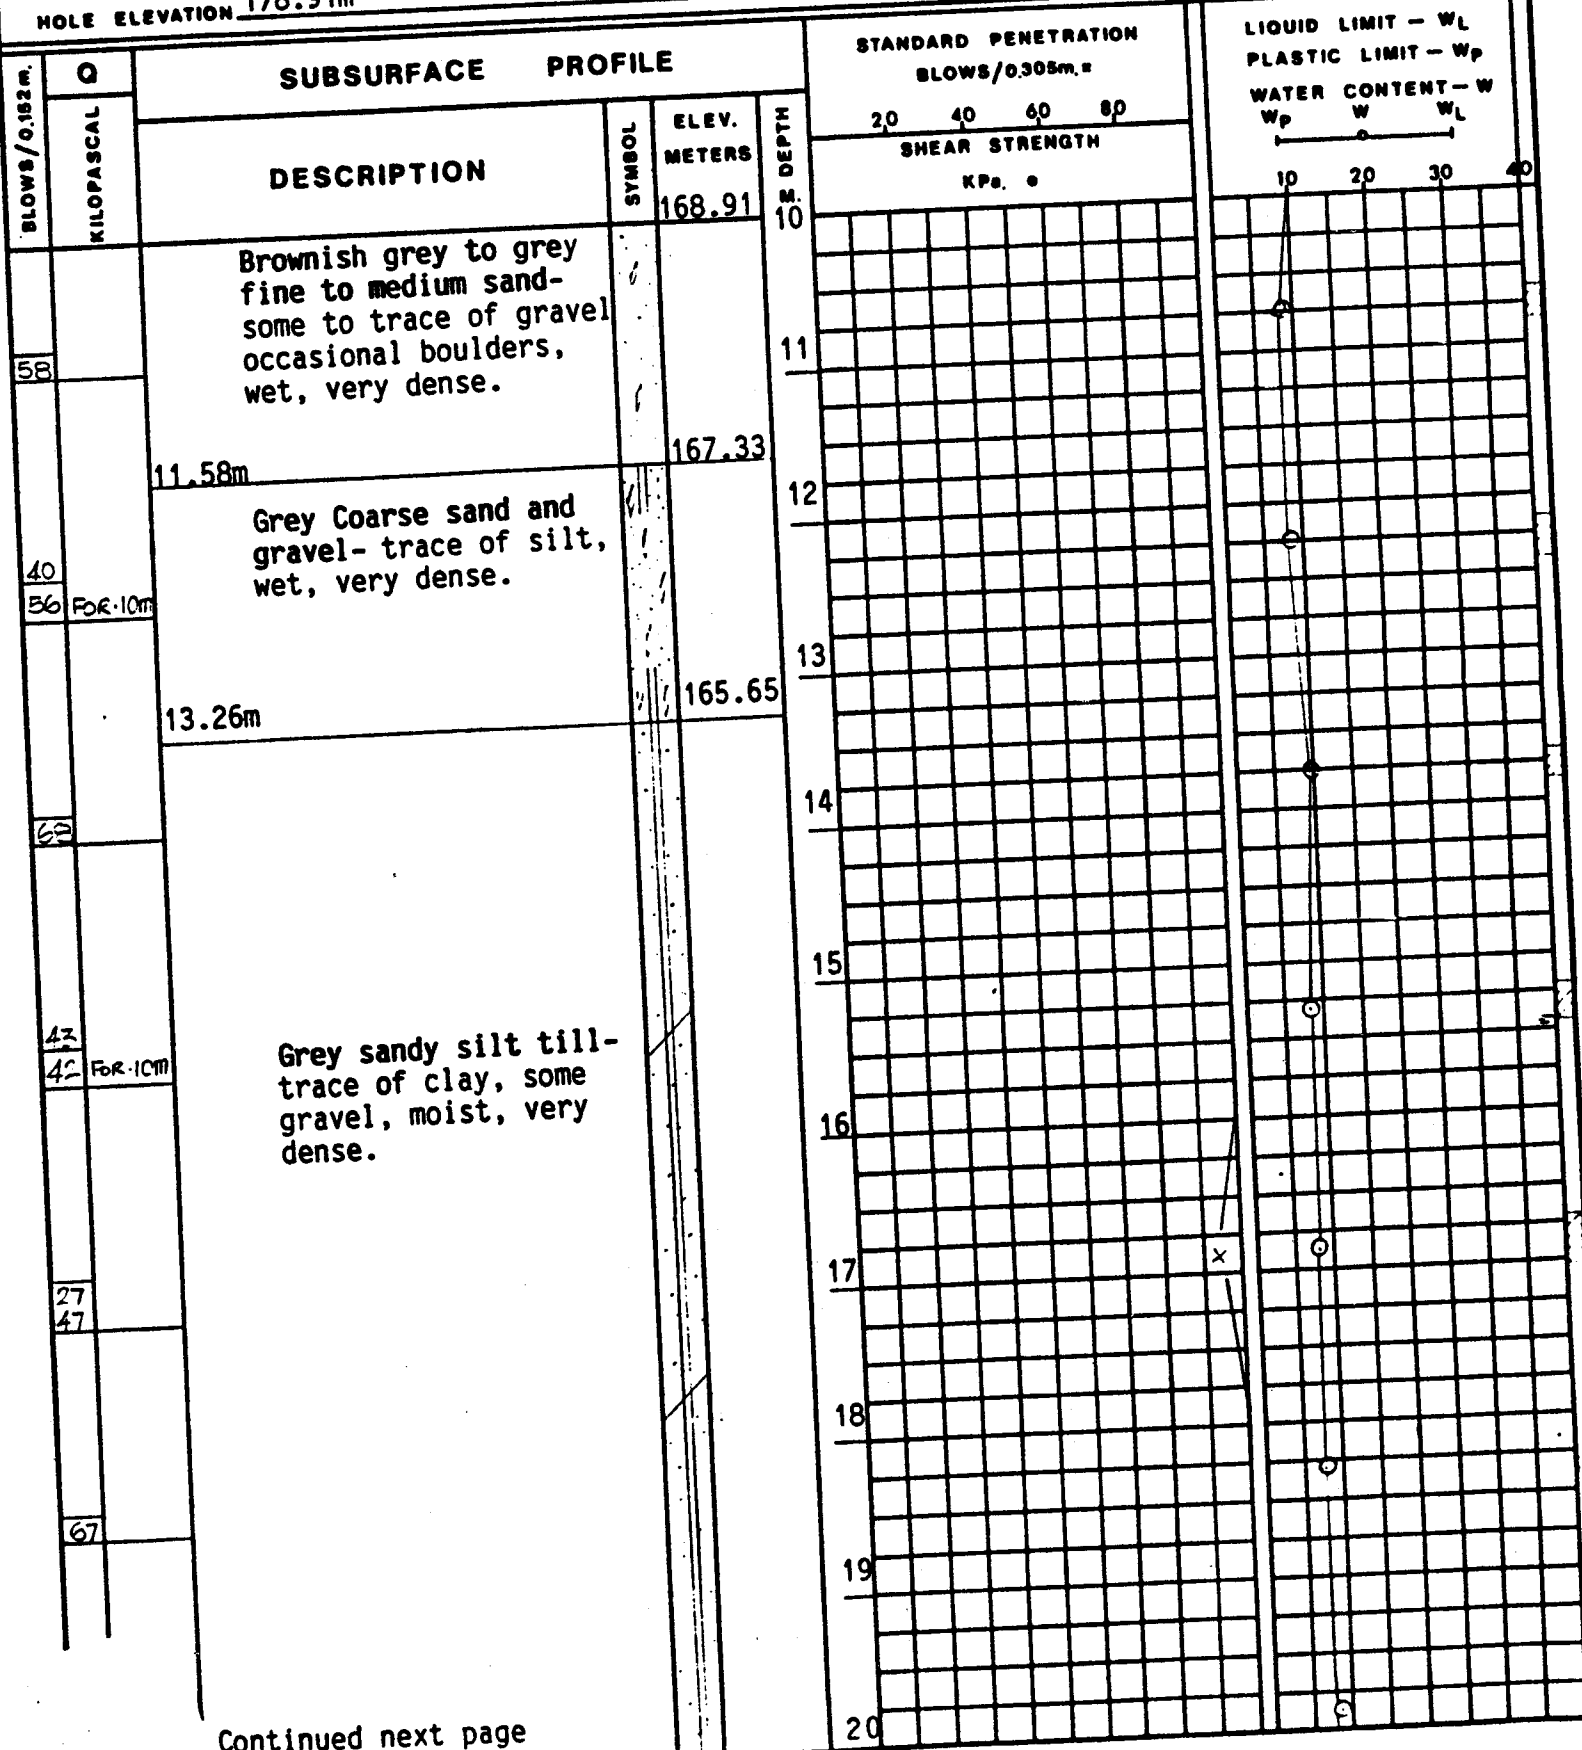 HOLE ELEVATION 178.91m
BLOWS/0.152m.
Q
KILOPASCAL
SUBSURFACE PROFILE
DESCRIPTION
SYMBOL
ELEV.
METERS
168.91
M. DEPTH
STANDARD PENETRATION
BLOWS/0.305m.
20 40 60 80
SHEAR STRENGTH
KPa.
LIQUID LIMIT - WL
PLASTIC LIMIT - WP
WATER CONTENT - W
WP W WL
10 20 30 40
10
Brownish grey to grey
fine to medium sand-
some to trace of gravel
occasional boulders,
wet, very dense.
58
11
11.58m
167.33
12
Grey Coarse sand and
gravel- trace of silt,
wet, very dense.
40
56 FOR .10m
13
13.26m
165.65
14
15
Grey sandy silt till-
trace of clay, some
gravel, moist, very
dense.
43
42 FOR .10m
16
17
27
47
18
67
19
20
Continued next page